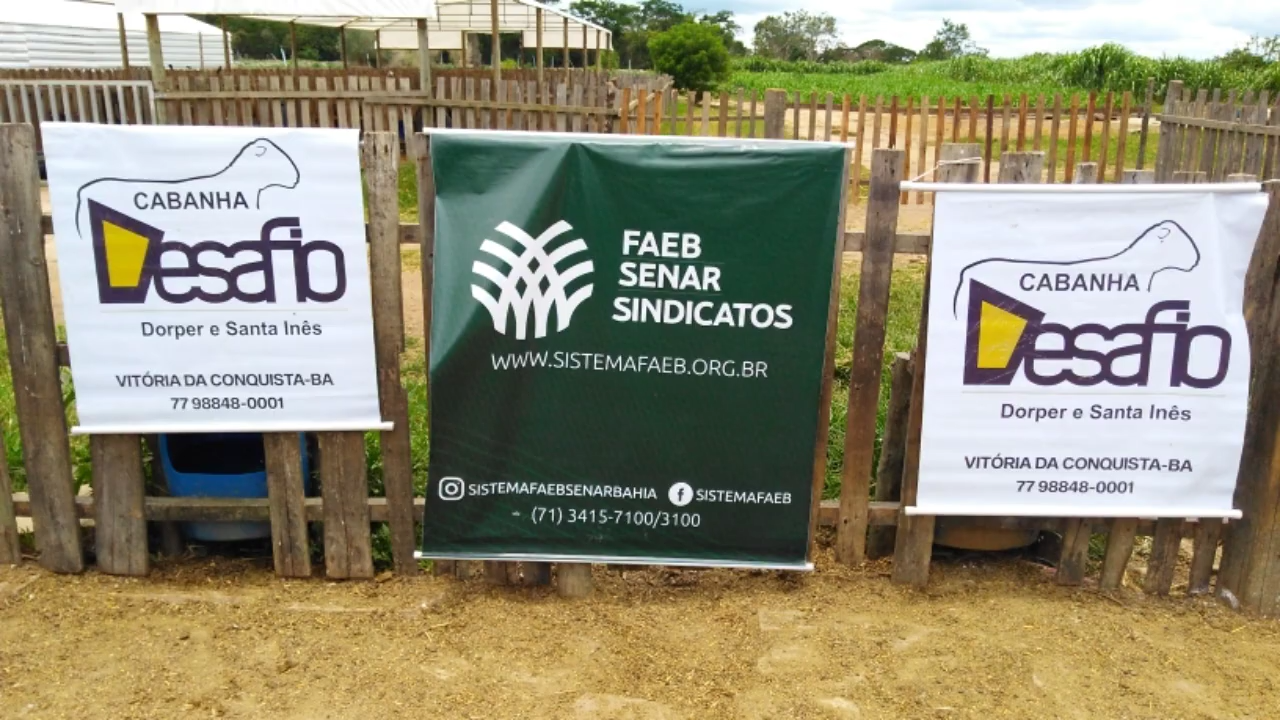 CABANHA
Desafio
Dorper e Santa Inês
VITÓRIA DA CONQUISTA-BA
77 98848-0001
FAEB
SENAR
SINDICATOS
WWW.SISTEMAFAEB.ORG.BR
SISTEMAFAEBSENARBAHIA SISTEMAFAEB
(71) 3415-7100/3100
CABANHA
Desafio
Dorper e Santa Inês
VITÓRIA DA CONQUISTA-BA
77 98848-0001